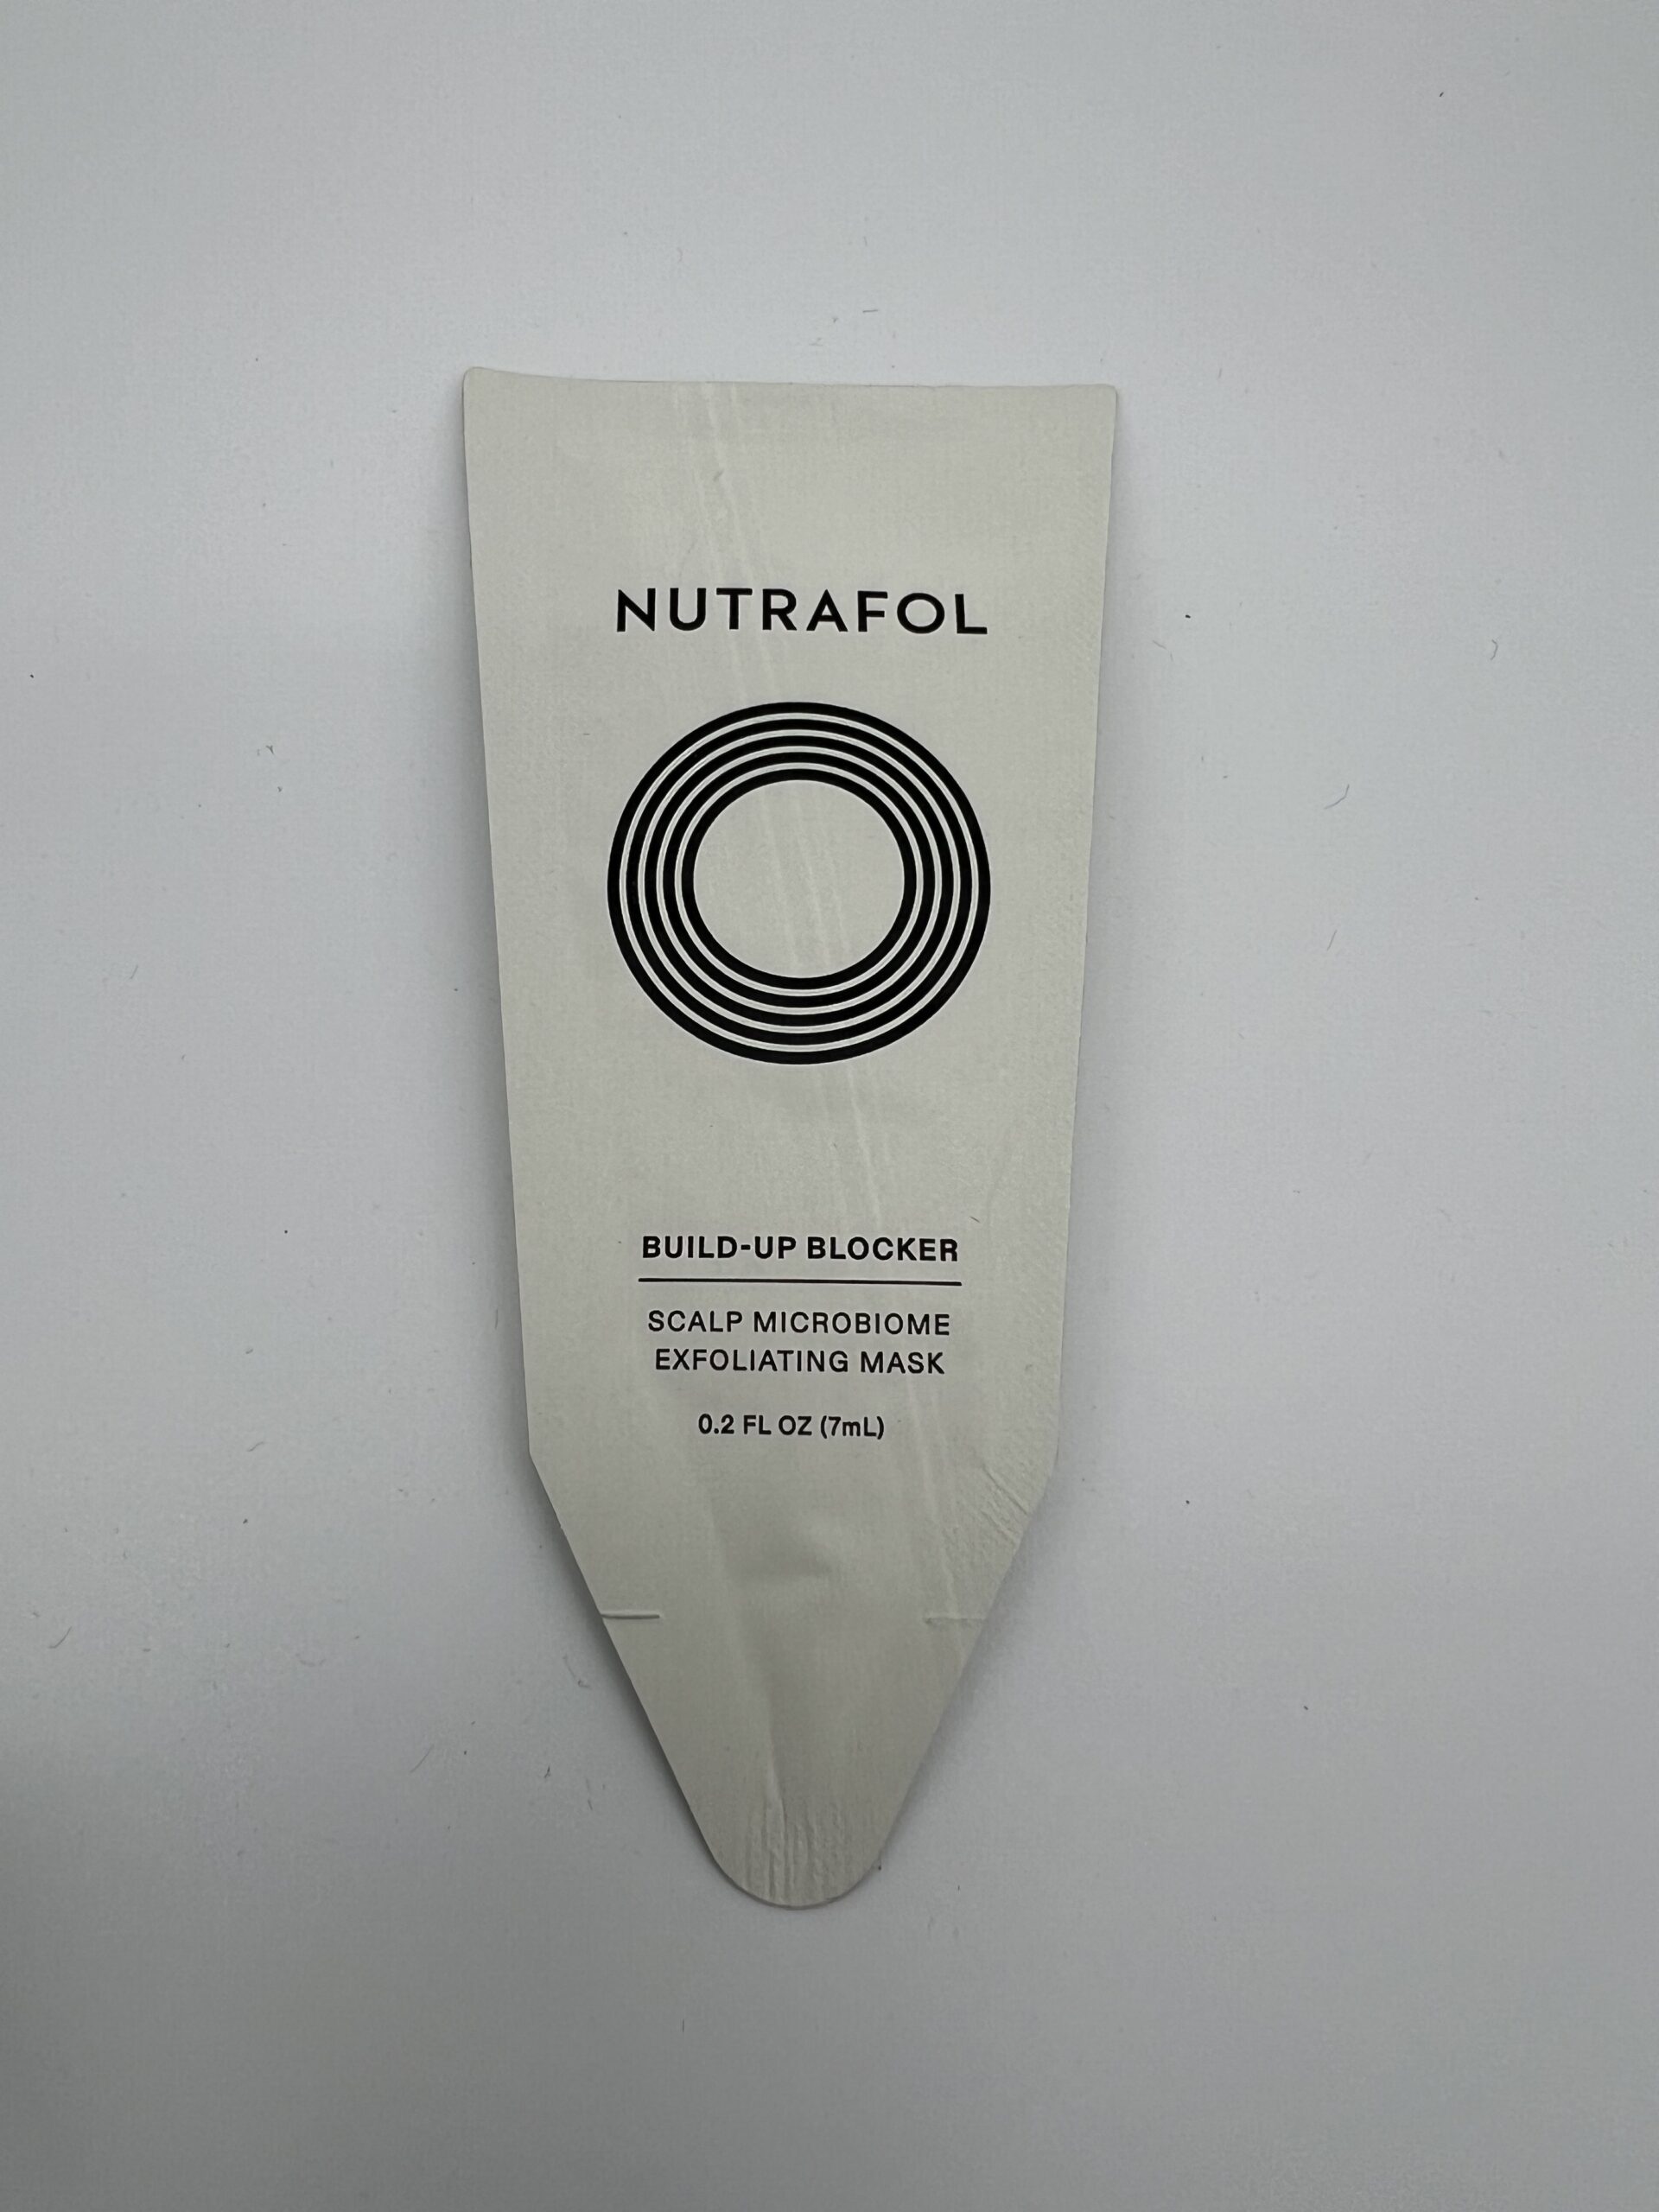 NUTRAFOL
BUILD-UP BLOCKER
SCALP MICROBIOME
EXFOLIATING MASK
0.2 FL OZ (7mL)